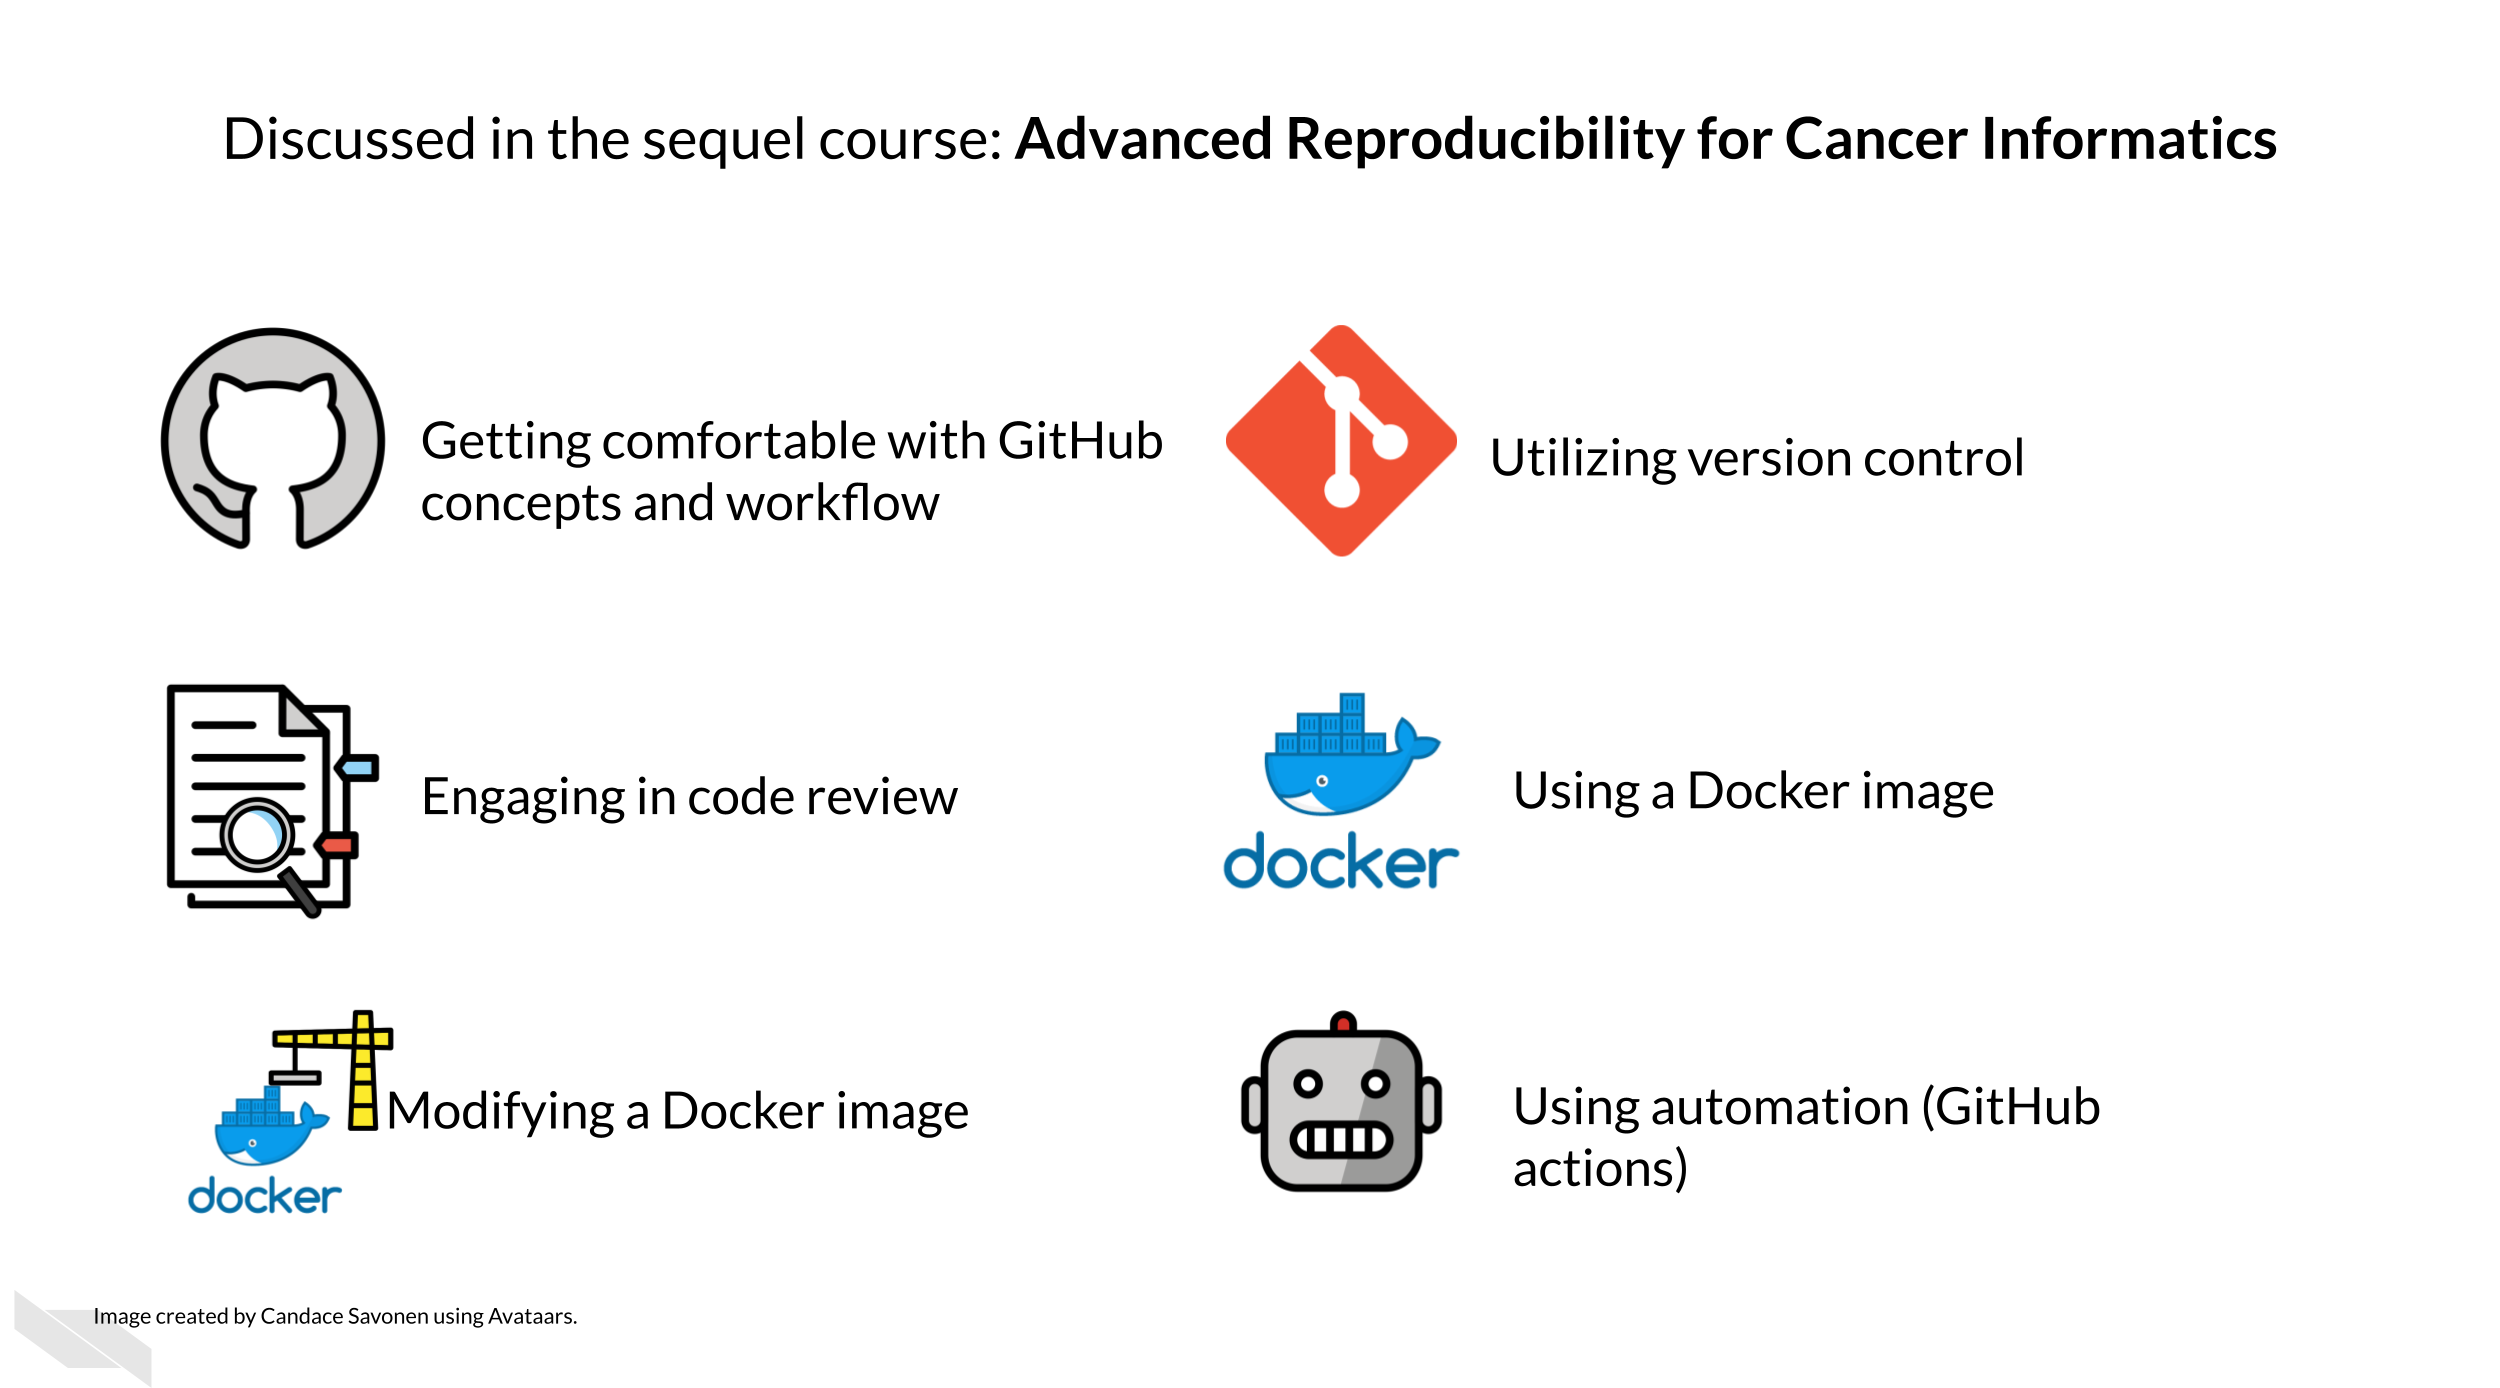 Discussed in the sequel course: Advanced Reproducibility for Cancer Informatics
Getting comfortable with GitHub
concepts and workflow
Utilizing version control
Engaging in code review
docker
Using a Docker image
docker
Modifying a Docker image
Using automation (GitHub
actions)
Image created by Candace Savonen using Avataars.